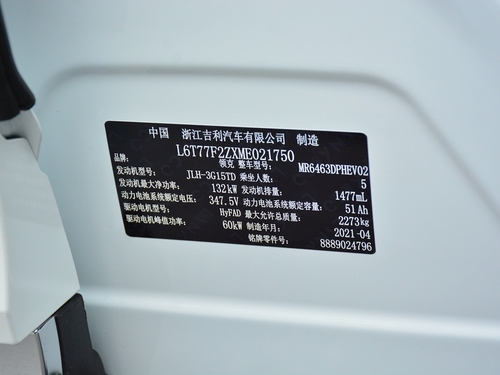 中国 浙江吉利汽车有限公司 制造
L6T77F2ZXME021750
品牌: 领克 整车型号: MR6463DPHEV02
发动机型号: JLH-3G15TD 乘坐人数: 5
发动机最大净功率: 132kW 发动机排量: 1477mL
动力电池系统额定电压: 347.5V 动力电池系统额定容量: 51Ah
驱动电机型号: HyFAD 最大允许总质量: 2273kg
驱动电机峰值功率: 60kW 制造年月: 2021-04
铭牌零件号: 8889024796